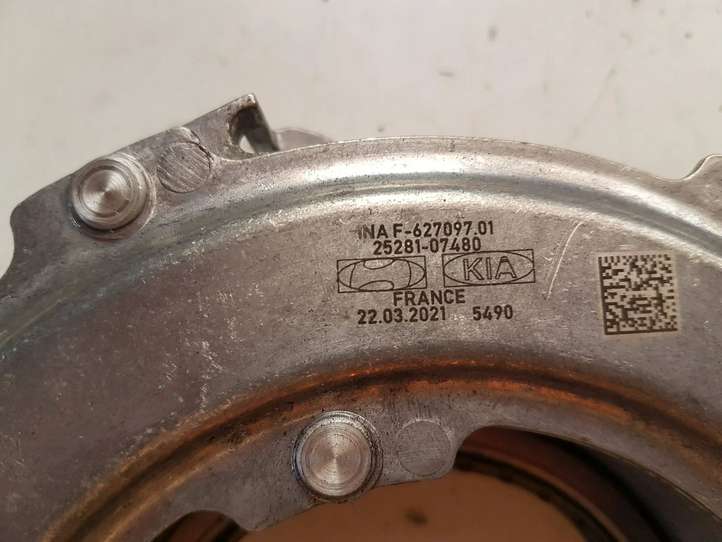 INA F-627097.01
25281-07480
KIA
FRANCE
22.03.2021 5490